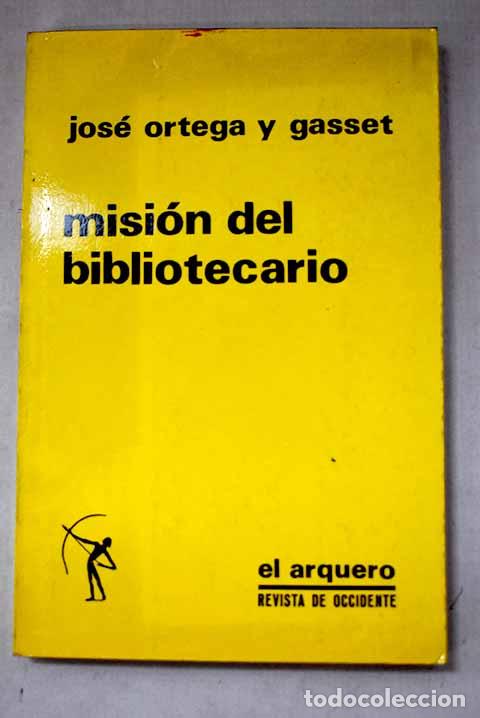 josé ortega y gasset
misión del
bibliotecario
el arquero
REVISTA DE OCCIDENTE
todocoleccion